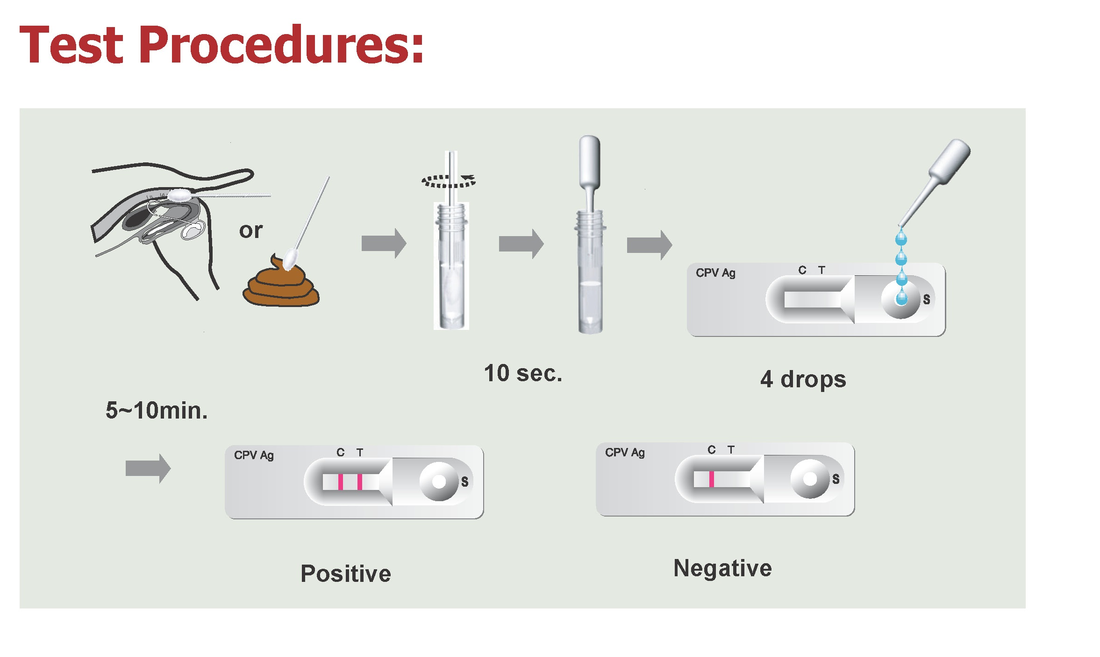 Test Procedures:
or
CPV Ag
C T
S
10 sec.
4 drops
5~10min.
CPV Ag
C T
S
CPV Ag
C T
S
Positive
Negative